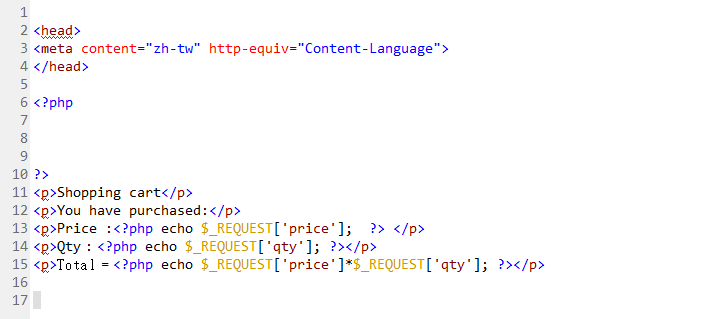 1
2 <head>
3 <meta content="zh-tw" http-equiv="Content-Language">
4 </head>
5
6 <?php
7
8
9
10 ?>
11 <p>Shopping cart</p>
12 <p>You have purchased:</p>
13 <p>Price :<?php echo $_REQUEST['price'];  ?> </p>
14 <p>Qty：<?php echo $_REQUEST['qty']; ?></p>
15 <p>Total＝<?php echo $_REQUEST['price']*$_REQUEST['qty']; ?></p>
16
17